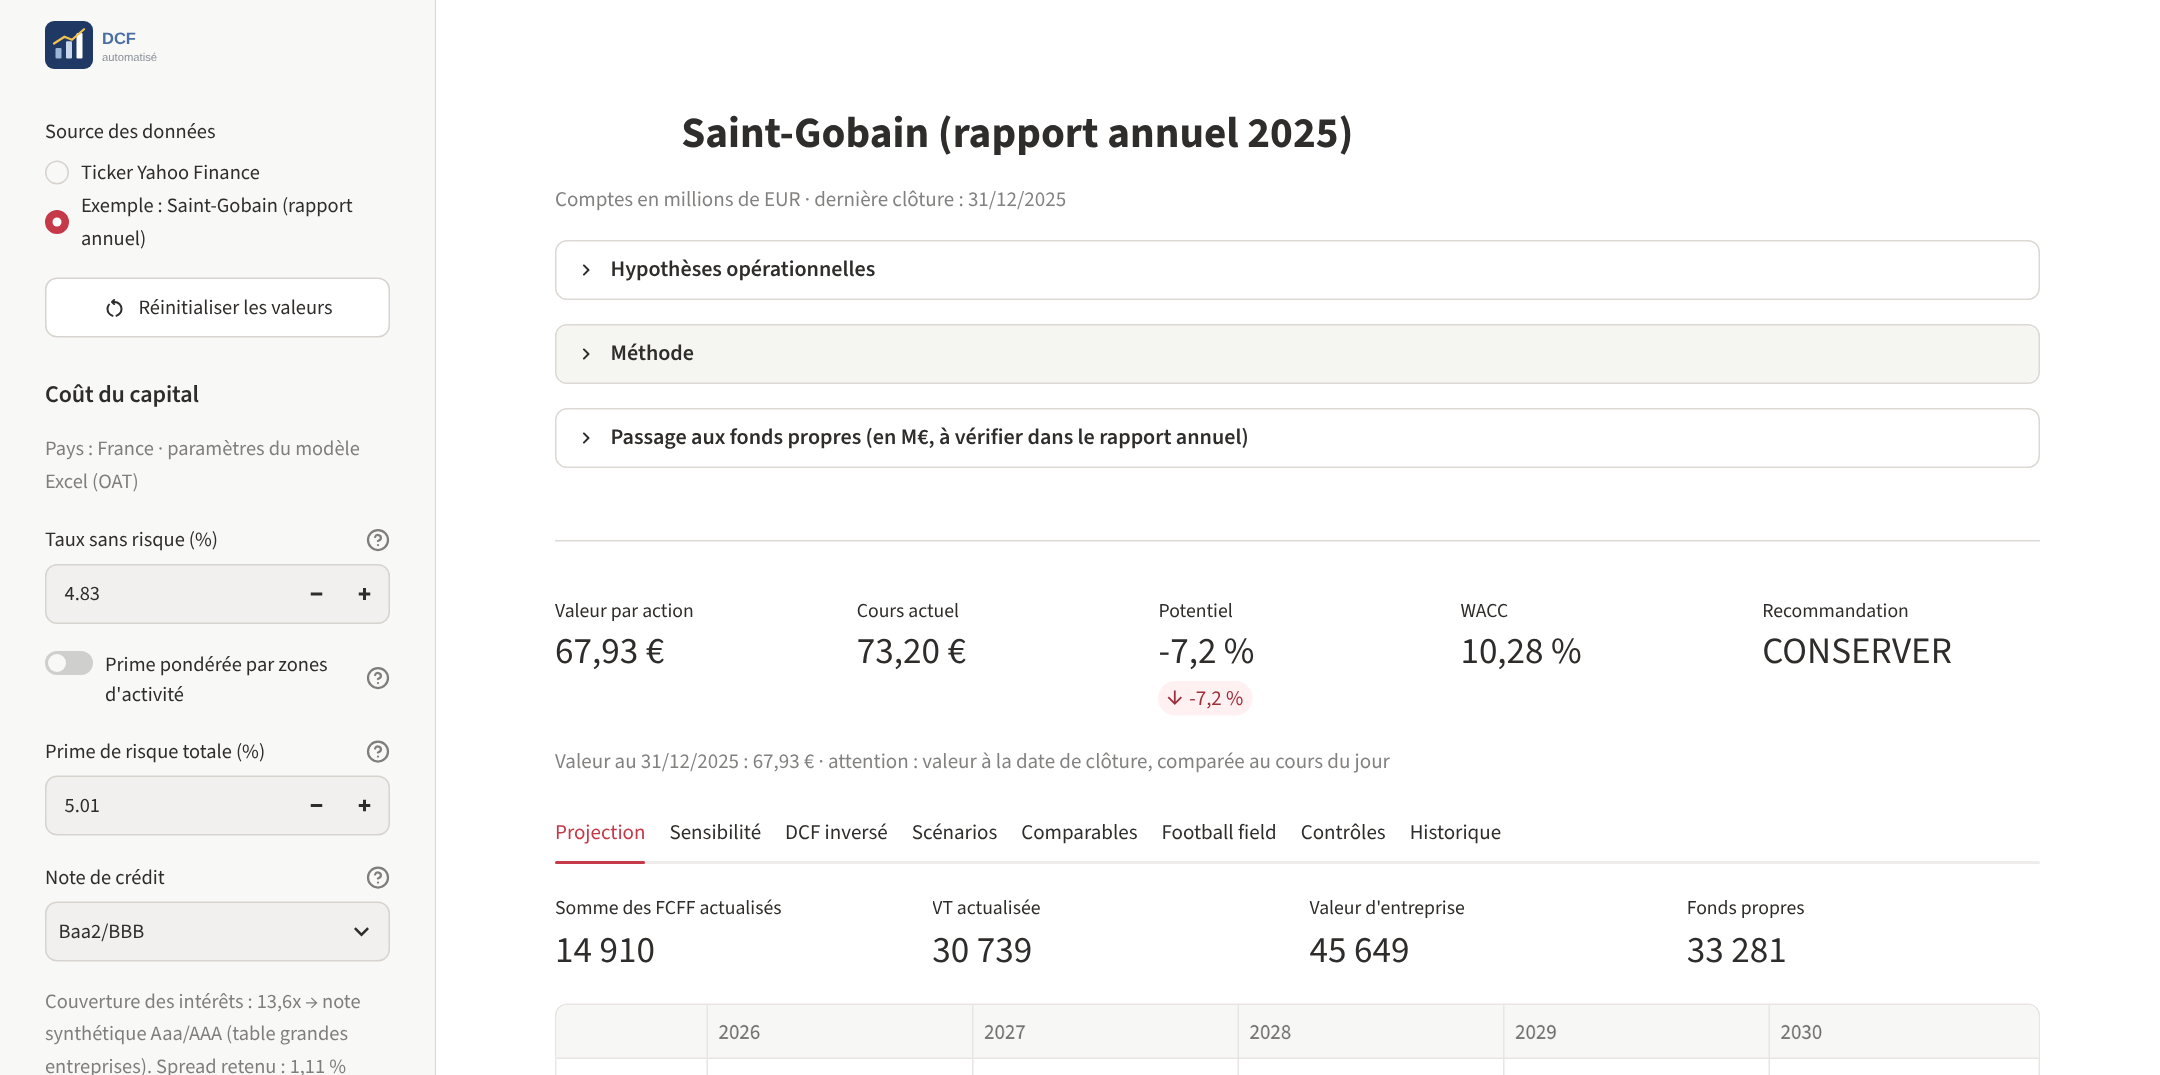 DCF
automatisé
Source des données
Ticker Yahoo Finance
Exemple : Saint-Gobain (rapport
annuel)
Réinitialiser les valeurs
Coût du capital
Pays : France · paramètres du modèle
Excel (OAT)
Taux sans risque (%)
4.83
Prime pondérée par zones
d'activité
Prime de risque totale (%)
5.01
Note de crédit
Baa2/BBB
Couverture des intérêts : 13,6x → note
synthétique Aaa/AAA (table grandes
entreprises). Spread retenu : 1,11 %
Saint-Gobain (rapport annuel 2025)
Comptes en millions de EUR · dernière clôture : 31/12/2025
Hypothèses opérationnelles
Méthode
Passage aux fonds propres (en M€, à vérifier dans le rapport annuel)
Valeur par action
67,93 €
Cours actuel
73,20 €
Potentiel
-7,2 %
↓ -7,2 %
WACC
10,28 %
Recommandation
CONSERVER
Valeur au 31/12/2025 : 67,93 € · attention : valeur à la date de clôture, comparée au cours du jour
Projection Sensibilité DCF inversé Scénarios Comparables Football field Contrôles Historique
Somme des FCFF actualisés
14 910
VT actualisée
30 739
Valeur d'entreprise
45 649
Fonds propres
33 281
2026 2027 2028 2029 2030